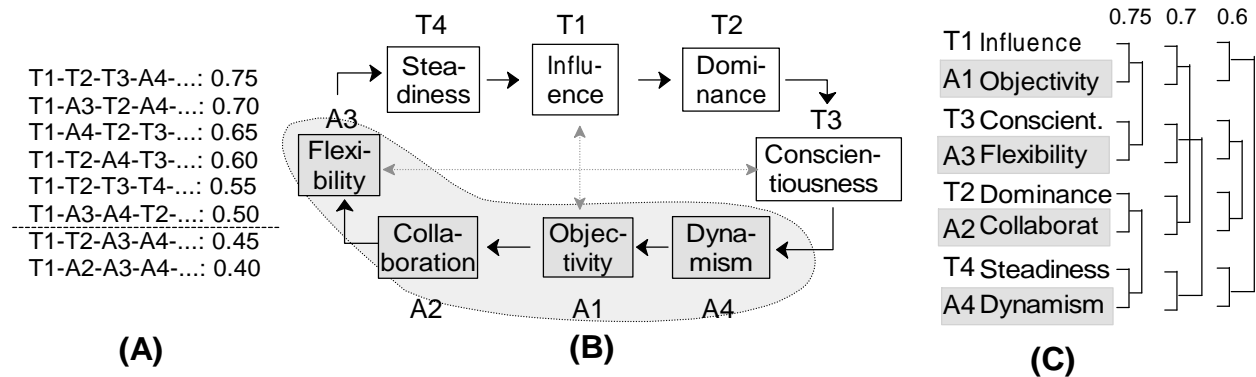 T1-T2-T3-A4-...: 0.75
T1-A3-T2-A4-...: 0.70
T1-A4-T2-T3-...: 0.65
T1-T2-A4-T3-...: 0.60
T1-T2-T3-T4-...: 0.55
T1-A3-A4-T2-...: 0.50
T1-T2-A3-A4-...: 0.45
T1-A2-A3-A4-...: 0.40
(A)
T4
T1
T2
Stea-
diness
Influ-
ence
Domi-
nance
A3
T3
Flexi-
bility
Conscien-
tiousness
Colla-
boration
Objec-
tivity
Dyna-
mism
A2
A1
A4
(B)
0.75 0.7 0.6
T1 Influence
A1 Objectivity
T3 Conscient.
A3 Flexibility
T2 Dominance
A2 Collaborat
T4 Steadiness
A4 Dynamism
(C)